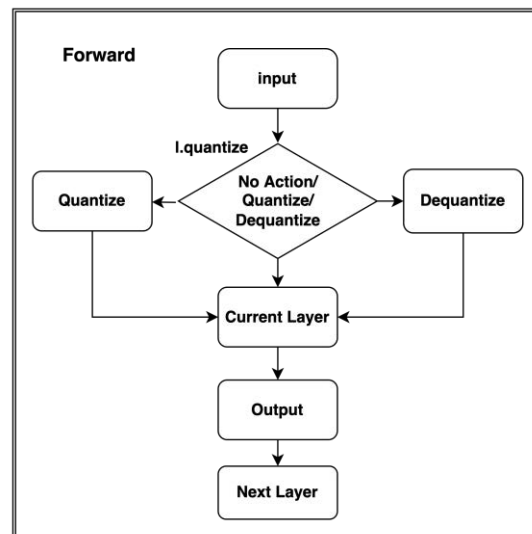 Forward
input
l.quantize
No Action/
Quantize/
Dequantize
Quantize
Dequantize
Current Layer
Output
Next Layer